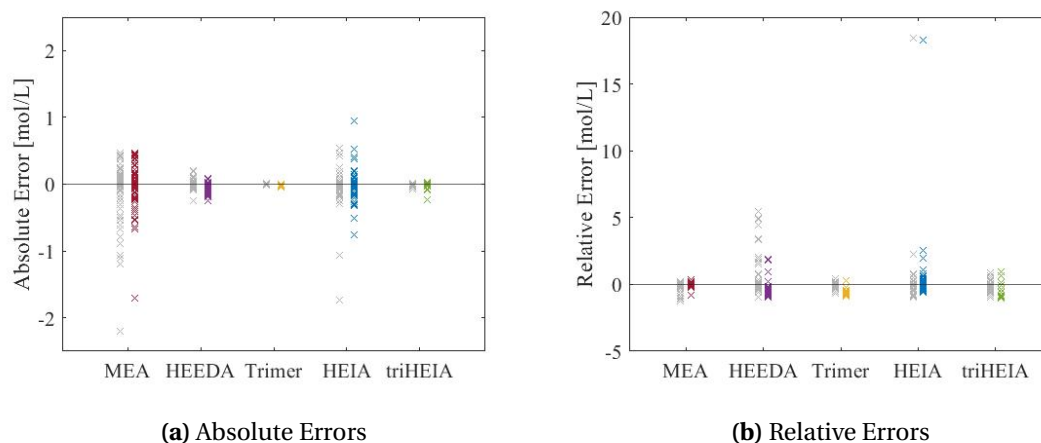 Absolute Error [mol/L]
2
1
0
-1
-2
MEA HEEDA Trimer HEIA triHEIA
(a) Absolute Errors
Relative Error [mol/L]
20
15
10
5
0
-5
MEA HEEDA Trimer HEIA triHEIA
(b) Relative Errors